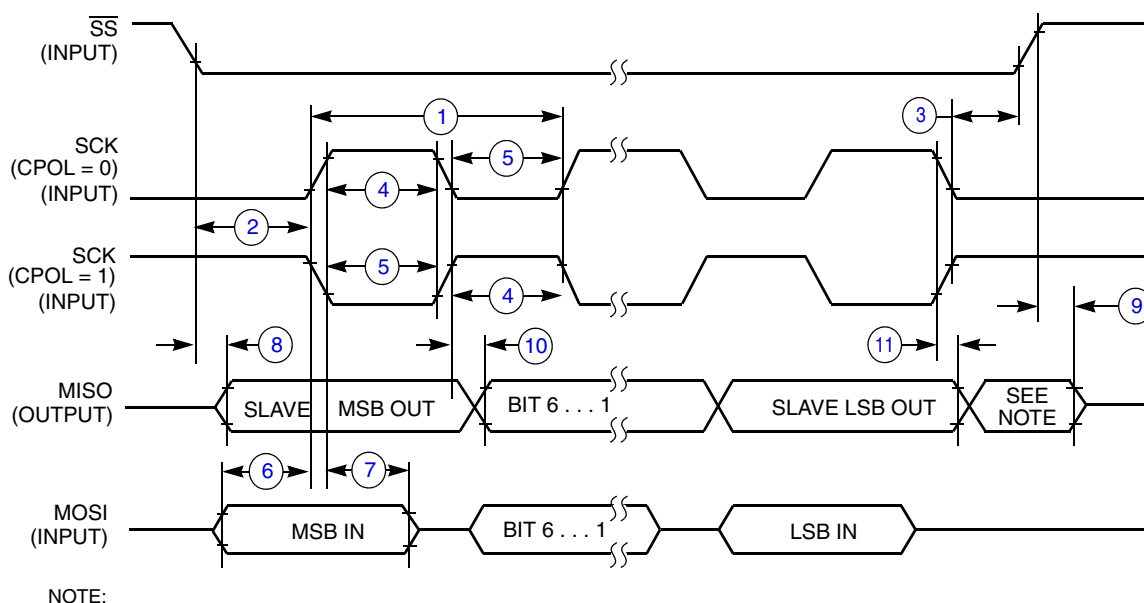 SS
(INPUT)
1
3
SCK
(CPOL = 0)
(INPUT)
5
4
2
SCK
(CPOL = 1)
(INPUT)
5
4
9
8
10
11
MISO
(OUTPUT)
SLAVE MSB OUT
BIT 6 . . . 1
SLAVE LSB OUT
SEE
NOTE
6
7
MOSI
(INPUT)
MSB IN
BIT 6 . . . 1
LSB IN
NOTE: